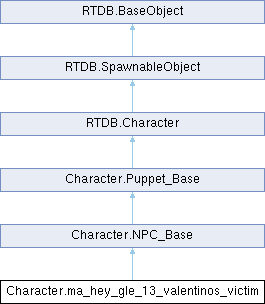 RTDB.BaseObject
RTDB.SpawnableObject
RTDB.Character
Character.Puppet_Base
Character.NPC_Base
Character.ma_hey_gle_13_valentinos_victim